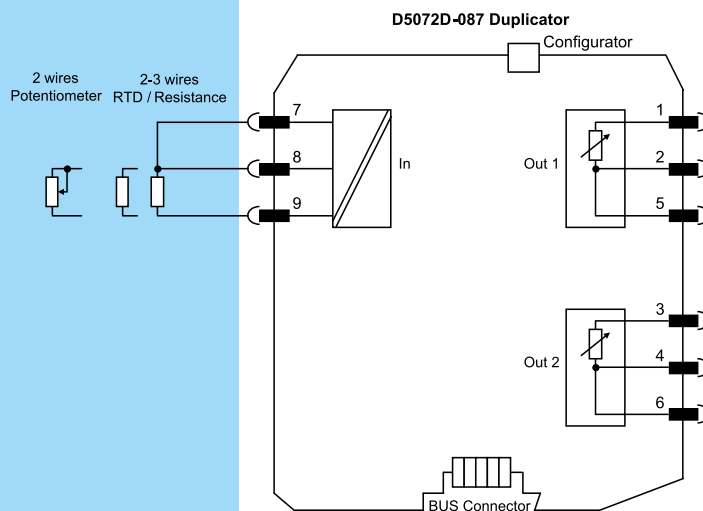 D5072D-087 Duplicator
Configurator
2 wires
Potentiometer
2-3 wires
RTD / Resistance
7
8
9
In
Out 1
1
2
5
Out 2
3
4
6
BUS Connector